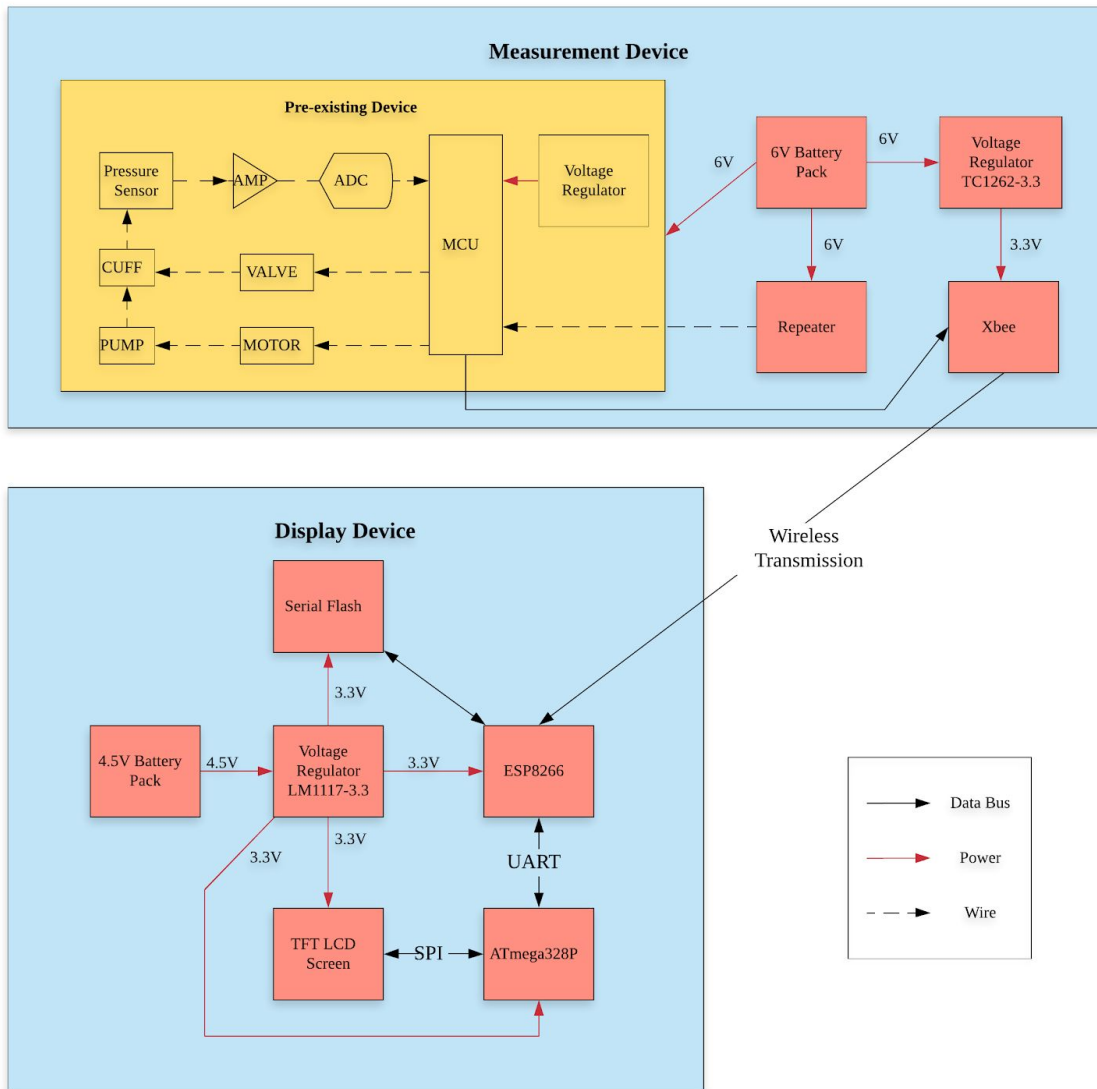 Measurement Device
Pre-existing Device
Pressure
Sensor
AMP
ADC
MCU
Voltage
Regulator
CUFF
VALVE
PUMP
MOTOR
6V
6V Battery
Pack
6V
Voltage
Regulator
TC1262-3.3
6V
3.3V
Repeater
Xbee
Wireless
Transmission
Display Device
Serial Flash
3.3V
4.5V Battery
Pack
4.5V
Voltage
Regulator
LM1117-3.3
3.3V
ESP8266
3.3V
3.3V
UART
TFT LCD
Screen
SPI
ATmega328P
Data Bus
Power
Wire